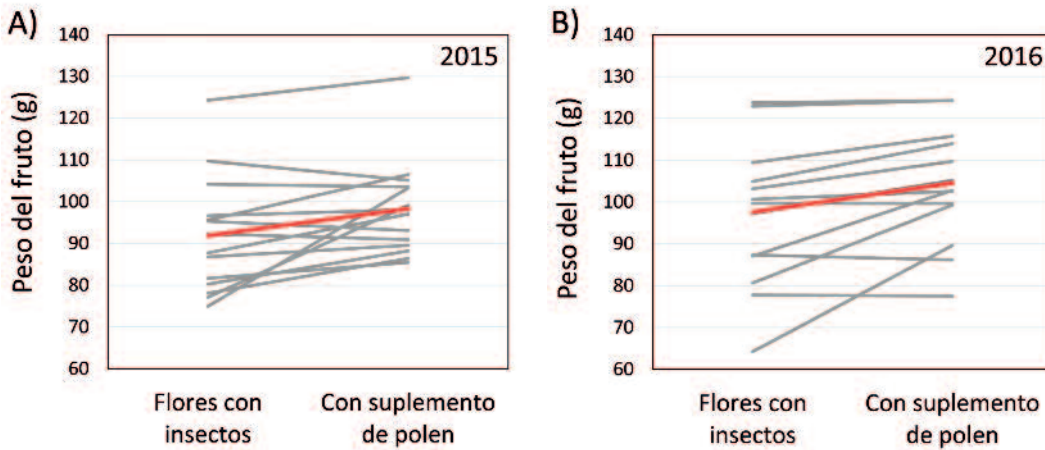 A)
2015
Peso del fruto (g)
140
130
120
110
100
90
80
70
60
Flores con
insectos
Con suplemento
de polen
B)
2016
Peso del fruto (g)
140
130
120
110
100
90
80
70
60
Flores con
insectos
Con suplemento
de polen